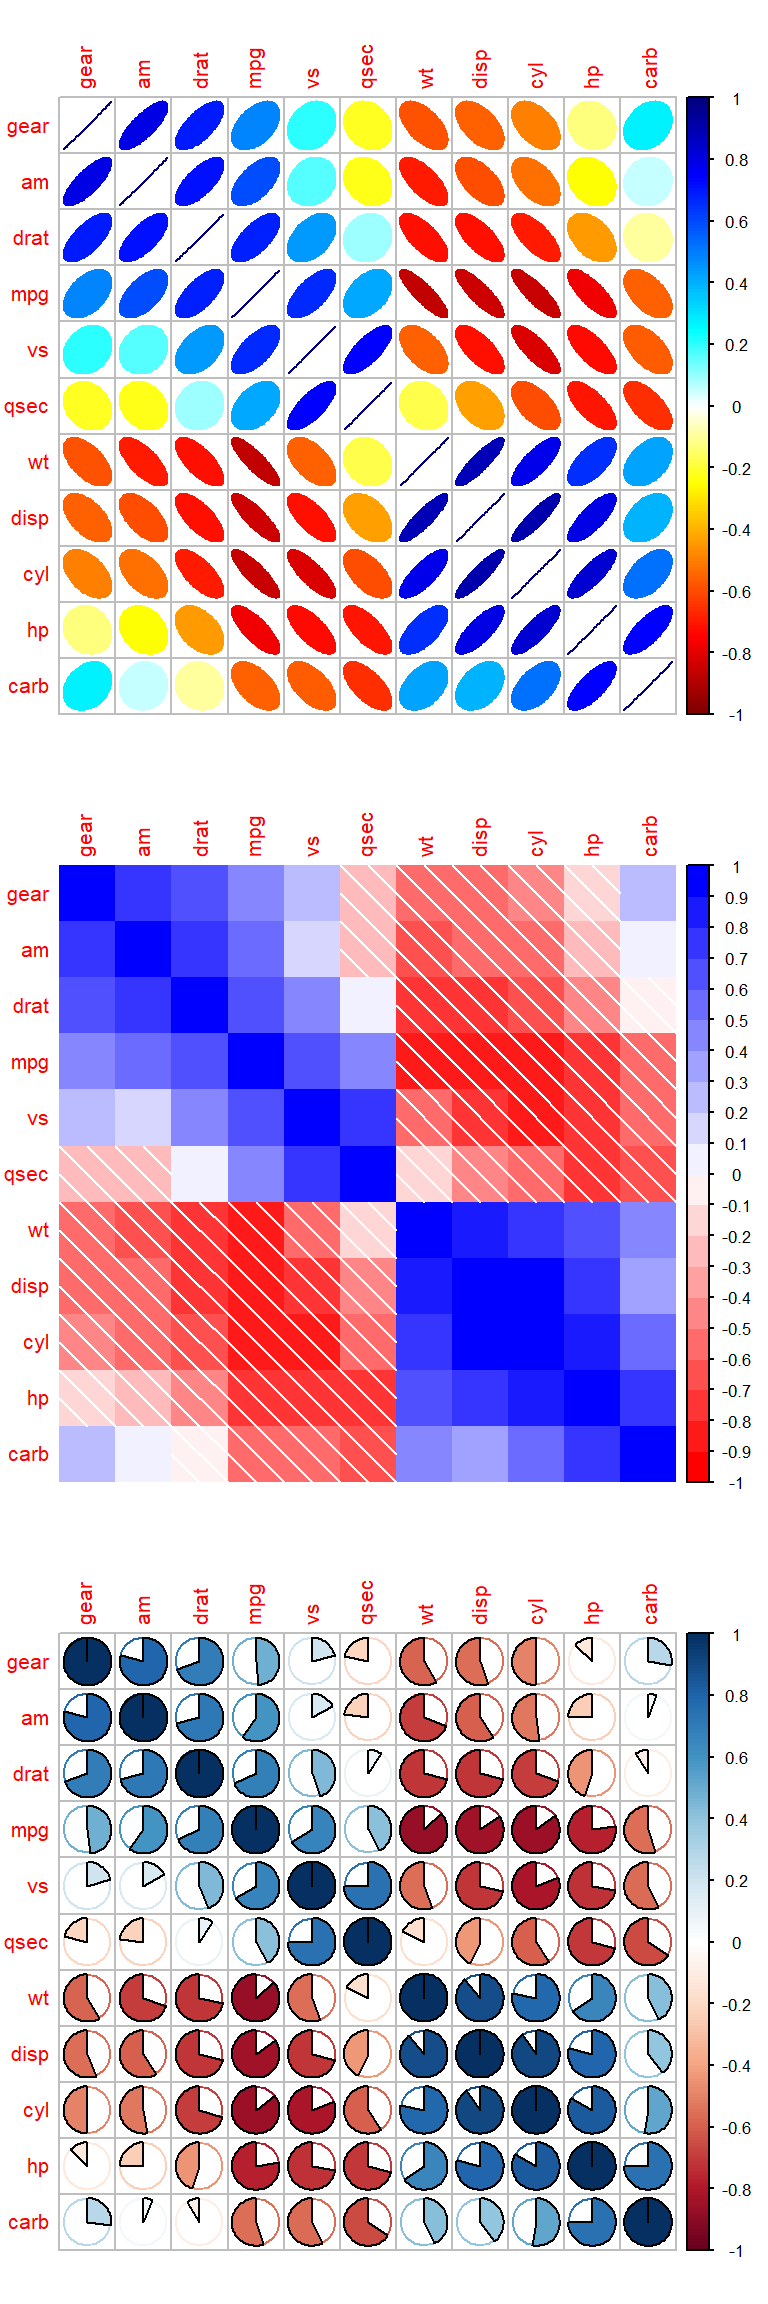 gear am drat mpg vs qsec wt disp cyl hp carb
gear
am
drat
mpg
vs
qsec
wt
disp
cyl
hp
carb
1
0.8
0.6
0.4
0.2
0
-0.2
-0.4
-0.6
-0.8
-1
gear am drat mpg vs qsec wt disp cyl hp carb
gear
am
drat
mpg
vs
qsec
wt
disp
cyl
hp
carb
1
0.9
0.8
0.7
0.6
0.5
0.4
0.3
0.2
0.1
0
-0.1
-0.2
-0.3
-0.4
-0.5
-0.6
-0.7
-0.8
-0.9
-1
gear am drat mpg vs qsec wt disp cyl hp carb
gear
am
drat
mpg
vs
qsec
wt
disp
cyl
hp
carb
1
0.8
0.6
0.4
0.2
0
-0.2
-0.4
-0.6
-0.8
-1